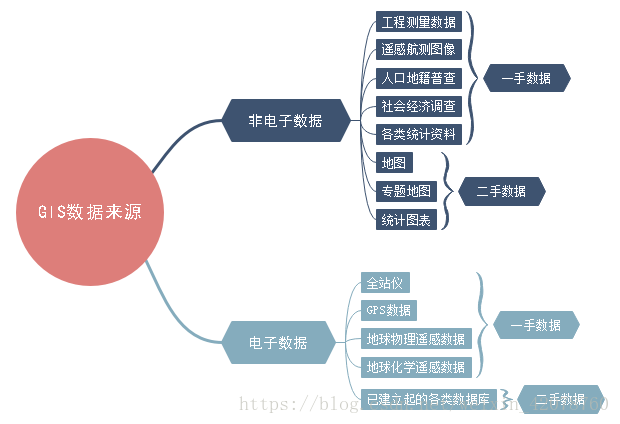 GIS数据来源
非电子数据
工程测量数据
遥感航测图像
人口地籍普查
社会经济调查
各类统计资料
一手数据
地图
专题地图
统计图表
二手数据
电子数据
全站仪
GPS数据
地球物理遥感数据
地球化学遥感数据
一手数据
已建立起的各类数据库
二手数据
https://blog